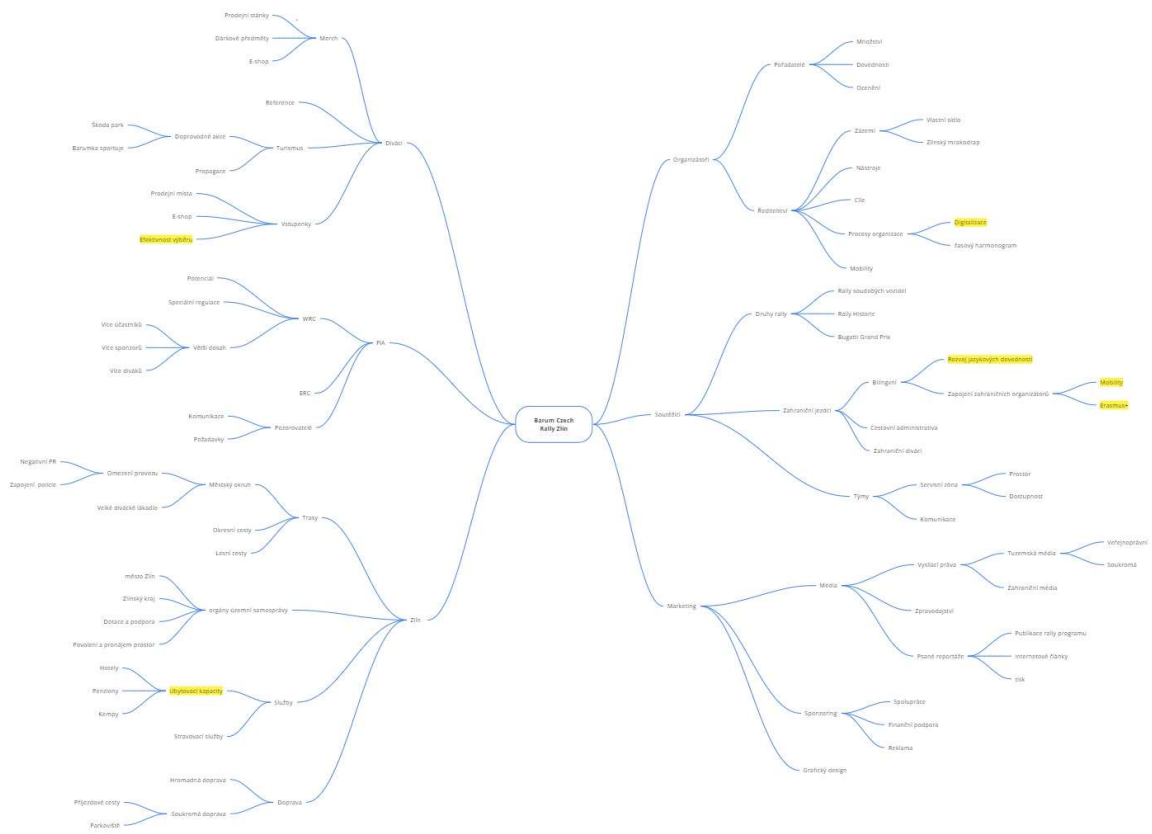 Prodejní stánky
Dárkové předměty
E-shop
Merch
Reference
Škoda park
Barumka sportuje
Doprovodné akce
Propagace
Turismus
Prodejní místa
E-shop
Efektivnost výběru
Vstupenky
Diváci
Potenciál
Speciální regulace
Více účastníků
Více sponzorů
Více diváků
Větší dosah
WRC
ERC
Komunikace
Požadavky
Pozorovatelé
FIA
Negativní PR
Zapojení policie
Omezení provozu
Velké divácké lákadlo
Městský okruh
Okresní cesty
Lesní cesty
Trasy
město Zlín
Zlínský kraj
Dotace a podpora
Povolení a pronájem prostor
orgány územní samosprávy
Hotely
Penziony
Kempy
Ubytovací kapacity
Stravovací služby
Služby
Hromadná doprava
Příjezdové cesty
Parkoviště
Soukromá doprava
Doprava
Zlín
Barum Czech
Rally Zlín
Organizátoři
Pořadatelé
Množství
Dovednosti
Ocenění
Ředitelství
Zázemí
Vlastní sídlo
Zlínský mrakodrap
Nástroje
Cíle
Procesy organizace
Digitalizace
časový harmonogram
Mobility
Soutěžící
Druhy rally
Rally soudobých vozidel
Rally Historic
Bugatti Grand Prix
Zahraniční jezdci
Bilingvní
Rozvoj jazykových dovedností
Zapojení zahraničních organizátorů
Mobility
Erasmus+
Cestovní administrativa
Zahraniční diváci
Týmy
Servisní zóna
Prostor
Dostupnost
Komunikace
Marketing
Média
Vysílací práva
Tuzemská média
Veřejnoprávní
Soukromá
Zahraniční média
Zpravodajství
Psané reportáže
Publikace rally programu
Internetové články
tisk
Sponzoring
Spolupráce
Finanční podpora
Reklama
Grafický design